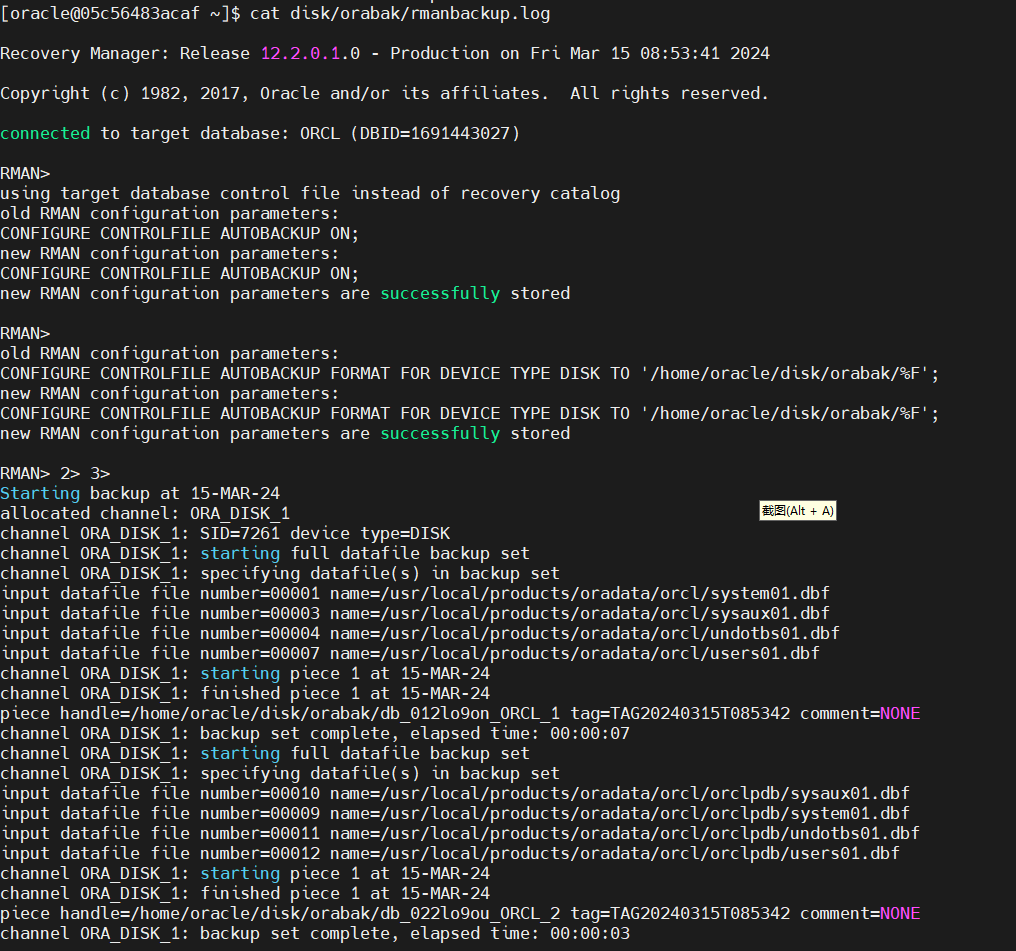 [oracle@05c56483acaf ~]$ cat disk/orabak/rmanbackup.log
Recovery Manager: Release 12.2.0.1.0 - Production on Fri Mar 15 08:53:41 2024
Copyright (c) 1982, 2017, Oracle and/or its affiliates.  All rights reserved.
connected to target database: ORCL (DBID=1691443027)
RMAN>
using target database control file instead of recovery catalog
old RMAN configuration parameters:
CONFIGURE CONTROLFILE AUTOBACKUP ON;
new RMAN configuration parameters:
CONFIGURE CONTROLFILE AUTOBACKUP ON;
new RMAN configuration parameters are successfully stored
RMAN>
old RMAN configuration parameters:
CONFIGURE CONTROLFILE AUTOBACKUP FORMAT FOR DEVICE TYPE DISK TO '/home/oracle/disk/orabak/%F';
new RMAN configuration parameters:
CONFIGURE CONTROLFILE AUTOBACKUP FORMAT FOR DEVICE TYPE DISK TO '/home/oracle/disk/orabak/%F';
new RMAN configuration parameters are successfully stored
RMAN> 2> 3>
Starting backup at 15-MAR-24
allocated channel: ORA_DISK_1
截图(Alt + A)
channel ORA_DISK_1: SID=7261 device type=DISK
channel ORA_DISK_1: starting full datafile backup set
channel ORA_DISK_1: specifying datafile(s) in backup set
input datafile file number=00001 name=/usr/local/products/oradata/orcl/system01.dbf
input datafile file number=00003 name=/usr/local/products/oradata/orcl/sysaux01.dbf
input datafile file number=00004 name=/usr/local/products/oradata/orcl/undotbs01.dbf
input datafile file number=00007 name=/usr/local/products/oradata/orcl/users01.dbf
channel ORA_DISK_1: starting piece 1 at 15-MAR-24
channel ORA_DISK_1: finished piece 1 at 15-MAR-24
piece handle=/home/oracle/disk/orabak/db_012lo9on_ORCL_1 tag=TAG20240315T085342 comment=NONE
channel ORA_DISK_1: backup set complete, elapsed time: 00:00:07
channel ORA_DISK_1: starting full datafile backup set
channel ORA_DISK_1: specifying datafile(s) in backup set
input datafile file number=00010 name=/usr/local/products/oradata/orcl/orclpdb/sysaux01.dbf
input datafile file number=00009 name=/usr/local/products/oradata/orcl/orclpdb/system01.dbf
input datafile file number=00011 name=/usr/local/products/oradata/orcl/orclpdb/undotbs01.dbf
input datafile file number=00012 name=/usr/local/products/oradata/orcl/orclpdb/users01.dbf
channel ORA_DISK_1: starting piece 1 at 15-MAR-24
channel ORA_DISK_1: finished piece 1 at 15-MAR-24
piece handle=/home/oracle/disk/orabak/db_022lo9ou_ORCL_2 tag=TAG20240315T085342 comment=NONE
channel ORA_DISK_1: backup set complete, elapsed time: 00:00:03